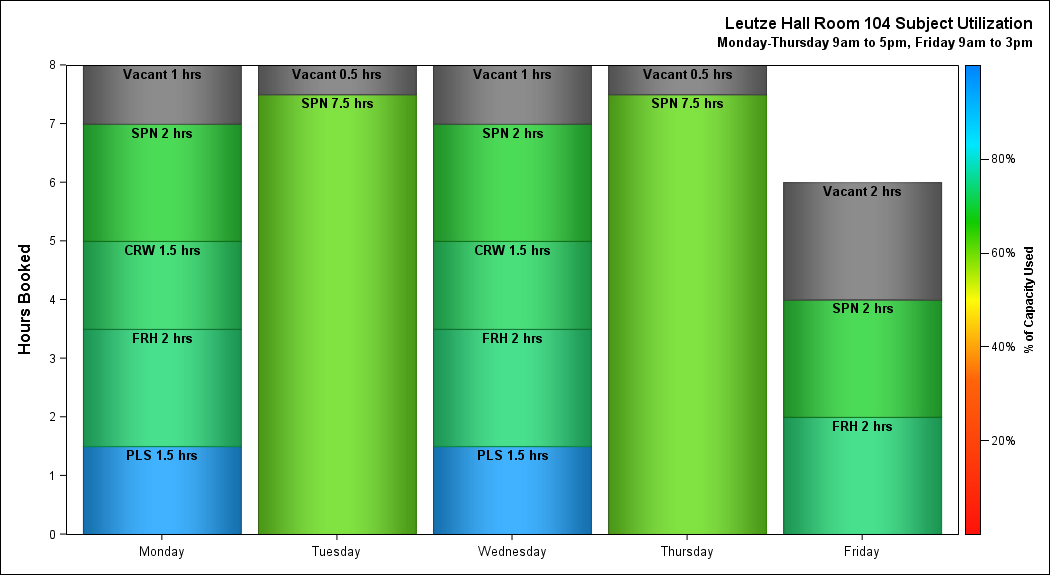 Leutze Hall Room 104 Subject Utilization
Monday-Thursday 9am to 5pm, Friday 9am to 3pm
Hours Booked
8
7
6
5
4
3
2
1
0
Vacant 1 hrs
SPN 2 hrs
CRW 1.5 hrs
FRH 2 hrs
PLS 1.5 hrs
Vacant 0.5 hrs
SPN 7.5 hrs
Vacant 1 hrs
SPN 2 hrs
CRW 1.5 hrs
FRH 2 hrs
PLS 1.5 hrs
Vacant 0.5 hrs
SPN 7.5 hrs
Vacant 2 hrs
SPN 2 hrs
FRH 2 hrs
Monday
Tuesday
Wednesday
Thursday
Friday
80%
60%
40%
20%
% of Capacity Used